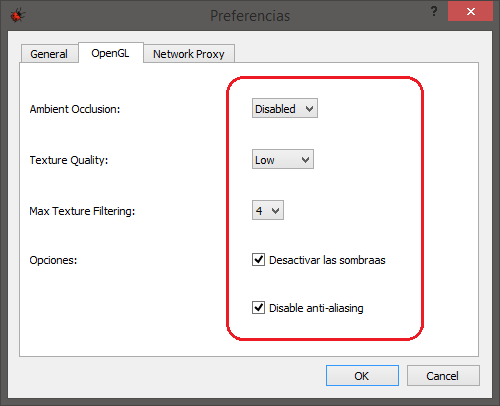 Preferencias
?
General
OpenGL
Network Proxy
Ambient Occlusion:
Disabled
Texture Quality:
Low
Max Texture Filtering:
4
Opciones:
Desactivar las sombraas
Disable anti-aliasing
OK
Cancel